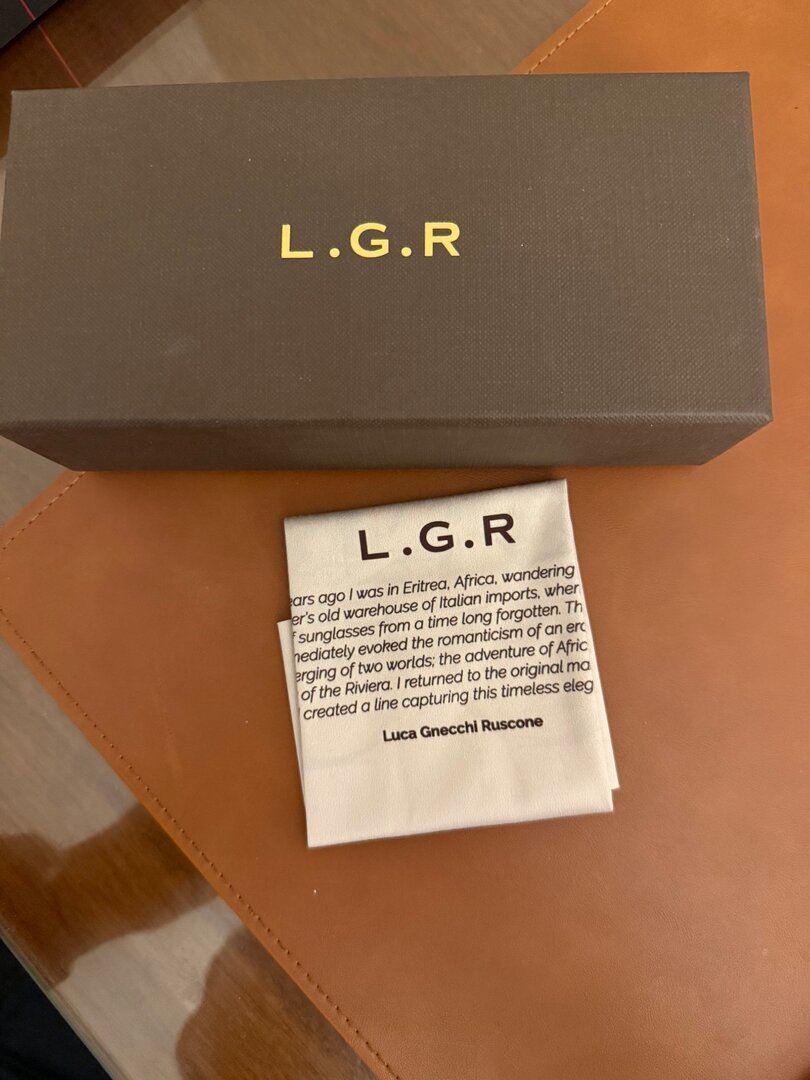 L.G.R
L.G.R
ears ago I was in Eritrea, Africa, wandering
er's old warehouse of Italian imports, wher
f sunglasses from a time long forgotten. Th
mediately evoked the romanticism of an era
erging of two worlds; the adventure of Afric
of the Riviera. I returned to the original ma
created a line capturing this timeless eleg
Luca Gnecchi Ruscone